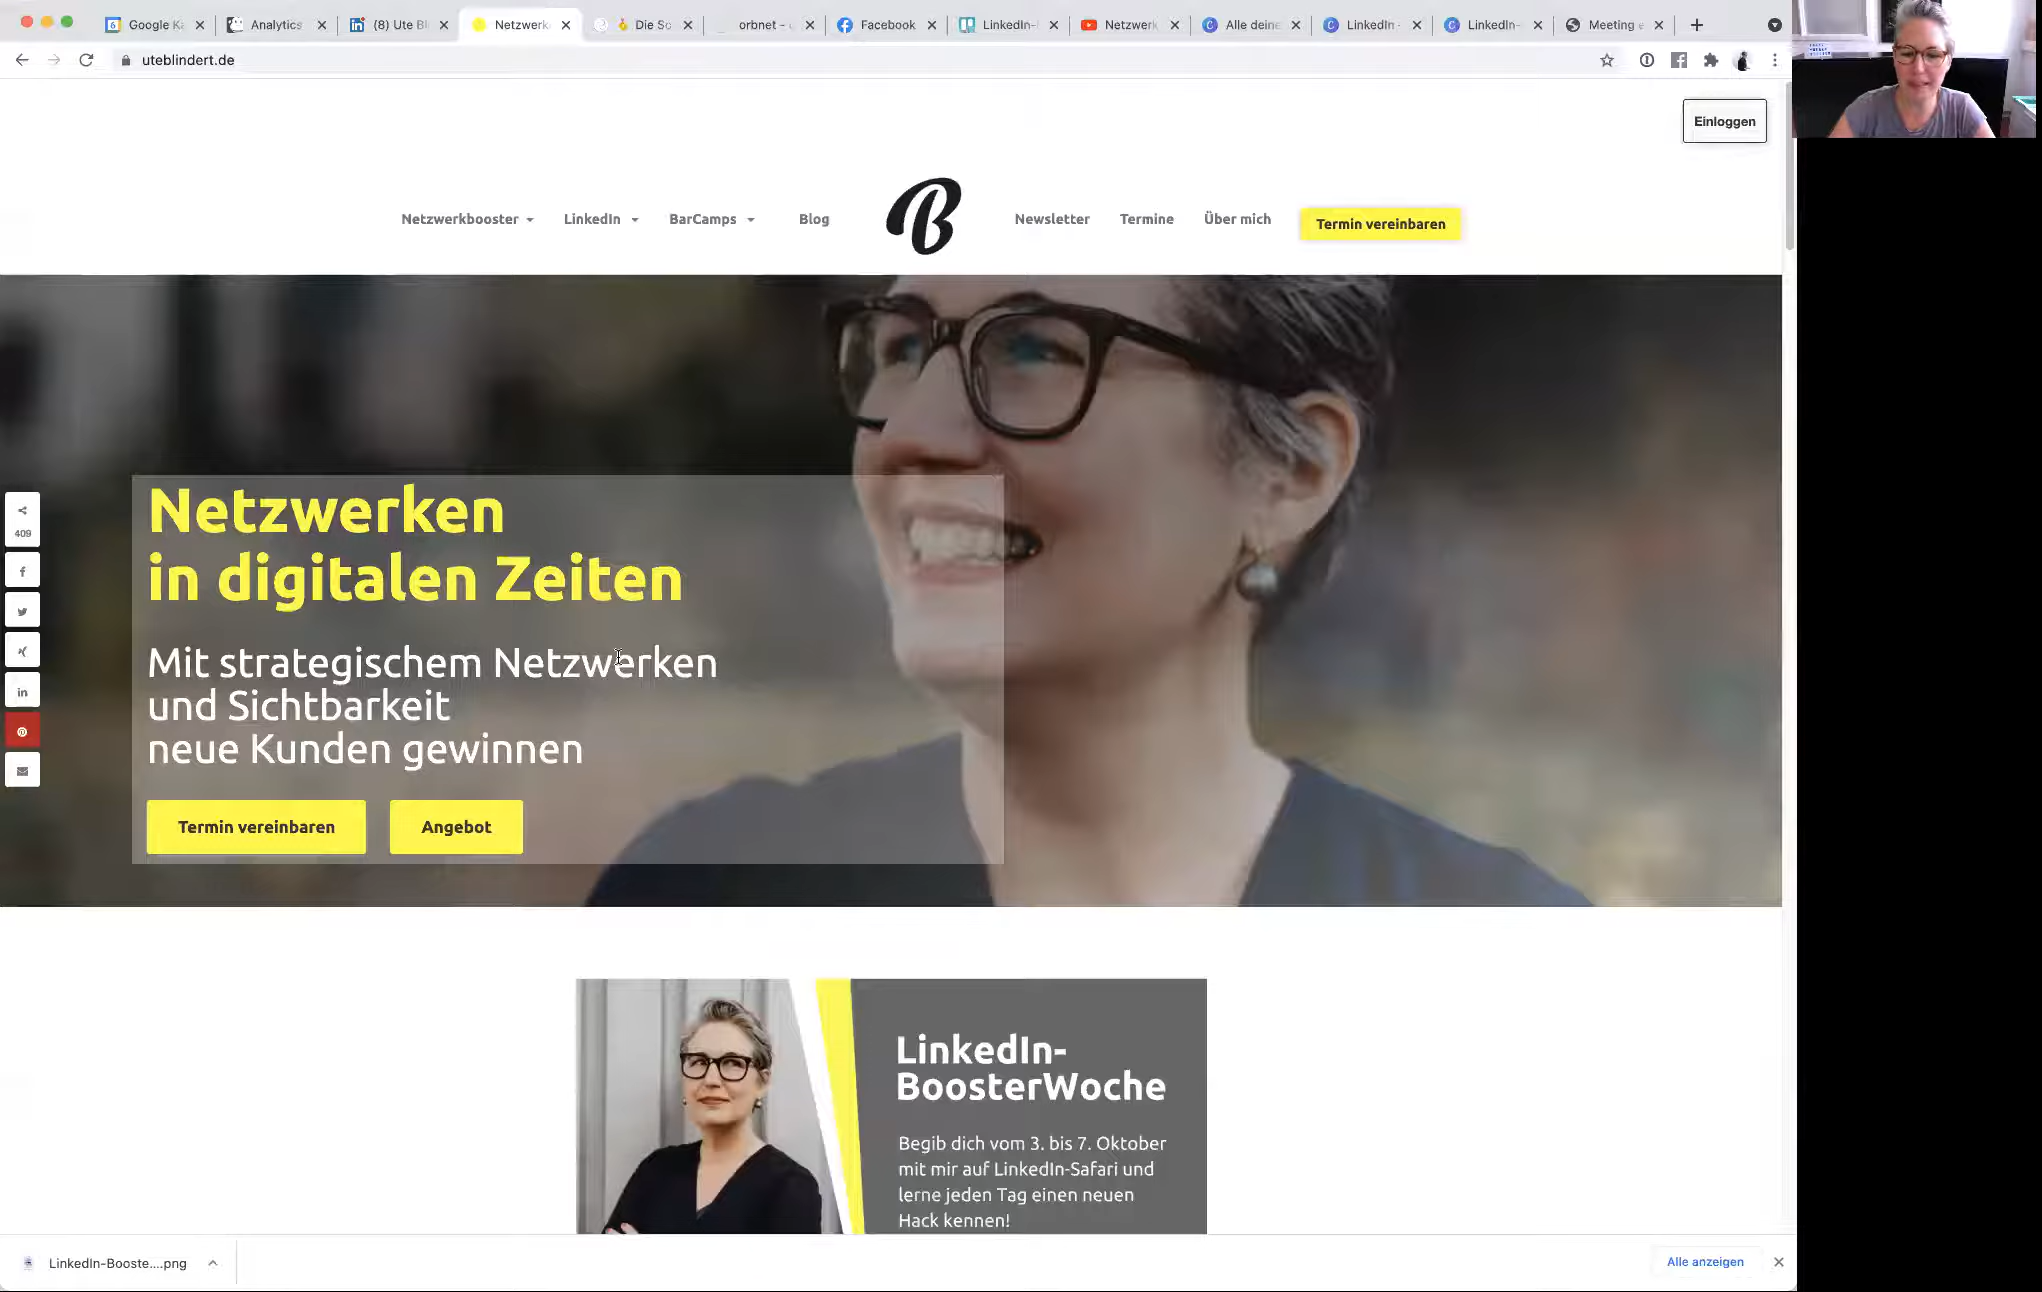 Google Ka
Analytics
(8) Ute Bl
Netzwerk
Die Sc
orbnet - u
Facebook
LinkedIn-
Netzwerk
Alle deine
LinkedIn -
LinkedIn-
Meeting e
uteblindert.de
Einloggen
Netzwerkbooster
LinkedIn
BarCamps
Blog
B
Newsletter
Termine
Über mich
Termin vereinbaren
Netzwerken
in digitalen Zeiten
Mit strategischem Netzwerken
und Sichtbarkeit
neue Kunden gewinnen
Termin vereinbaren
Angebot
409
LinkedIn-
BoosterWoche
Begib dich vom 3. bis 7. Oktober
mit mir auf LinkedIn-Safari und
lerne jeden Tag einen neuen
Hack kennen!
LinkedIn-Booste....png
Alle anzeigen